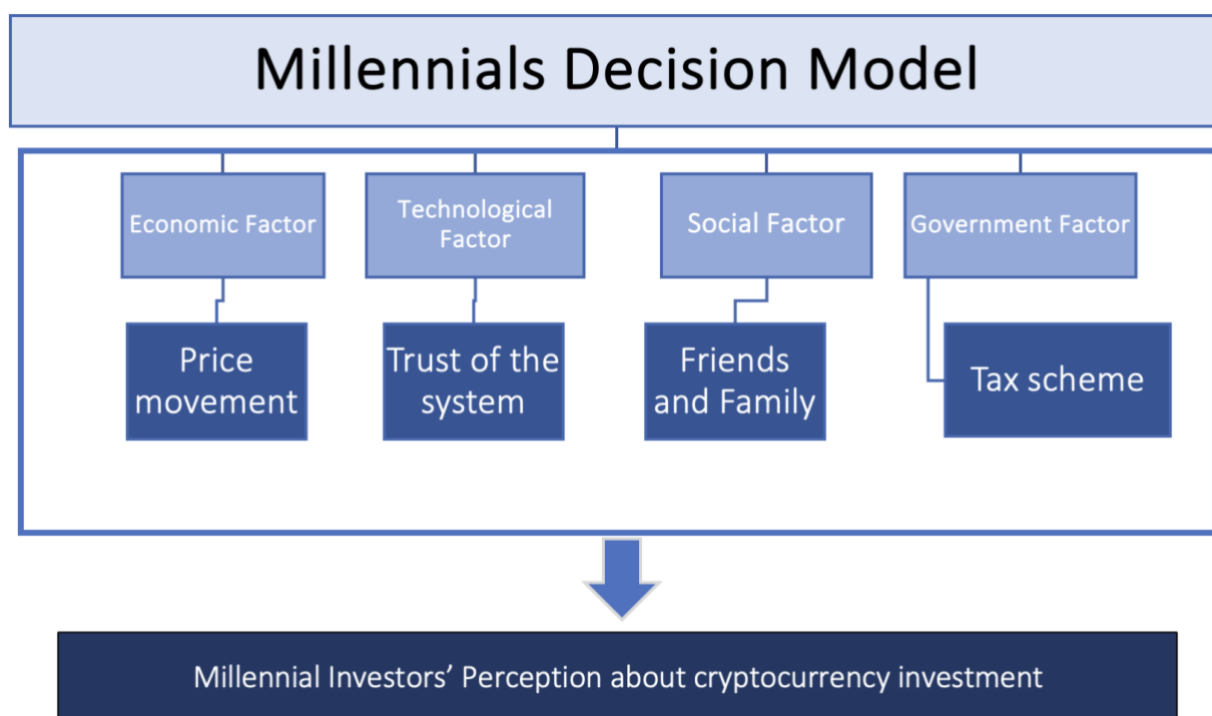 Millennials Decision Model
Economic Factor
Technological
Factor
Social Factor
Government Factor
Price
movement
Trust of the
system
Friends
and Family
Tax scheme
Millennial Investors’ Perception about cryptocurrency investment